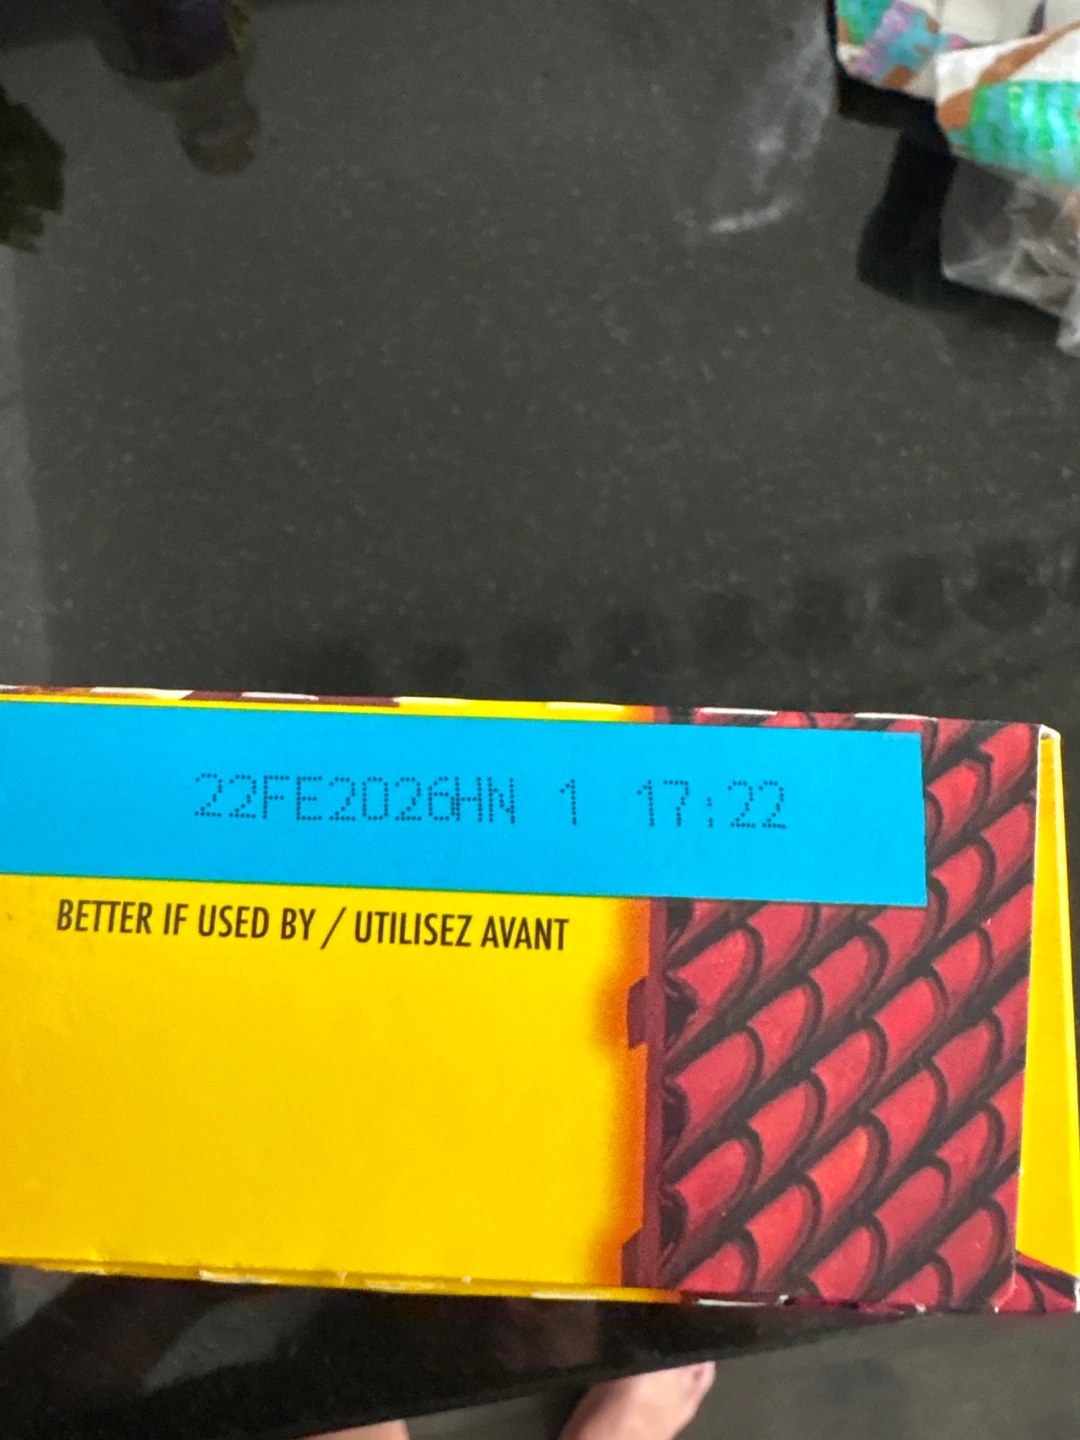 22FE2026HN 1 17:22
BETTER IF USED BY / UTILISEZ AVANT